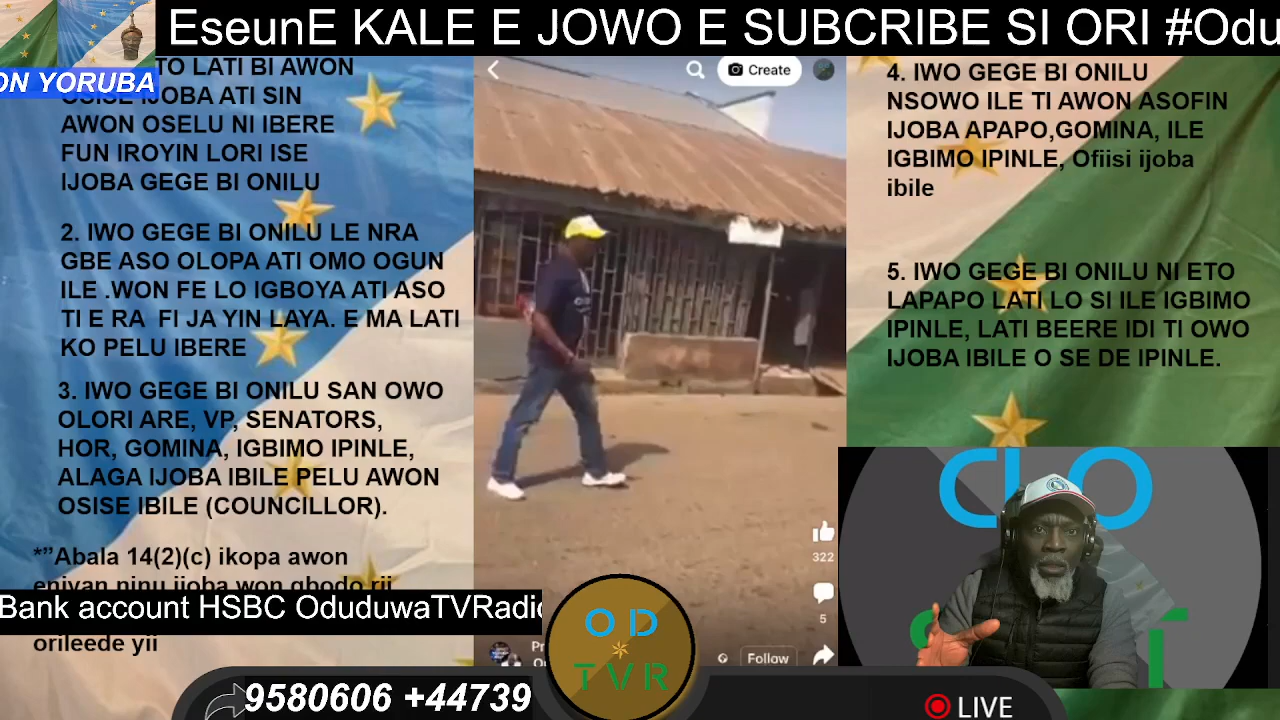 EseunE KALE E JOWO E SUBCRIBE SI ORI #Odu
ON YORUBA
TO LATI BI AWON
OSISE IJOBA ATI SIN
AWON OSELU NI IBERE
FUN IROYIN LORI ISE
IJOBA GEGE BI ONILU
2. IWO GEGE BI ONILU LE NRA
GBE ASO OLOPA ATI OMO OGUN
ILE .WON FE LO IGBOYA ATI ASO
TI E RA FI JA YIN LAYA. E MA LATI
KO PELU IBERE
3. IWO GEGE BI ONILU SAN OWO
OLORI ARE, VP, SENATORS,
HOR, GOMINA, IGBIMO IPINLE,
ALAGA IJOBA IBILE PELU AWON
OSISE IBILE (COUNCILLOR).
*”Abala 14(2)(c) ikopa awon
eniyan ninu ijoba won gbodo rii
orileede yii
Create
322
5
Follow
4. IWO GEGE BI ONILU
NSOWO ILE TI AWON ASOFIN
IJOBA APAPO,GOMINA, ILE
IGBIMO IPINLE, Ofiisi ijoba
ibile
5. IWO GEGE BI ONILU NI ETO
LAPAPO LATI LO SI ILE IGBIMO
IPINLE, LATI BEERE IDI TI OWO
IJOBA IBILE O SE DE IPINLE.
Bank account HSBC OduduwaTVRadio
OD
TVR
9580606 +44739
LIVE